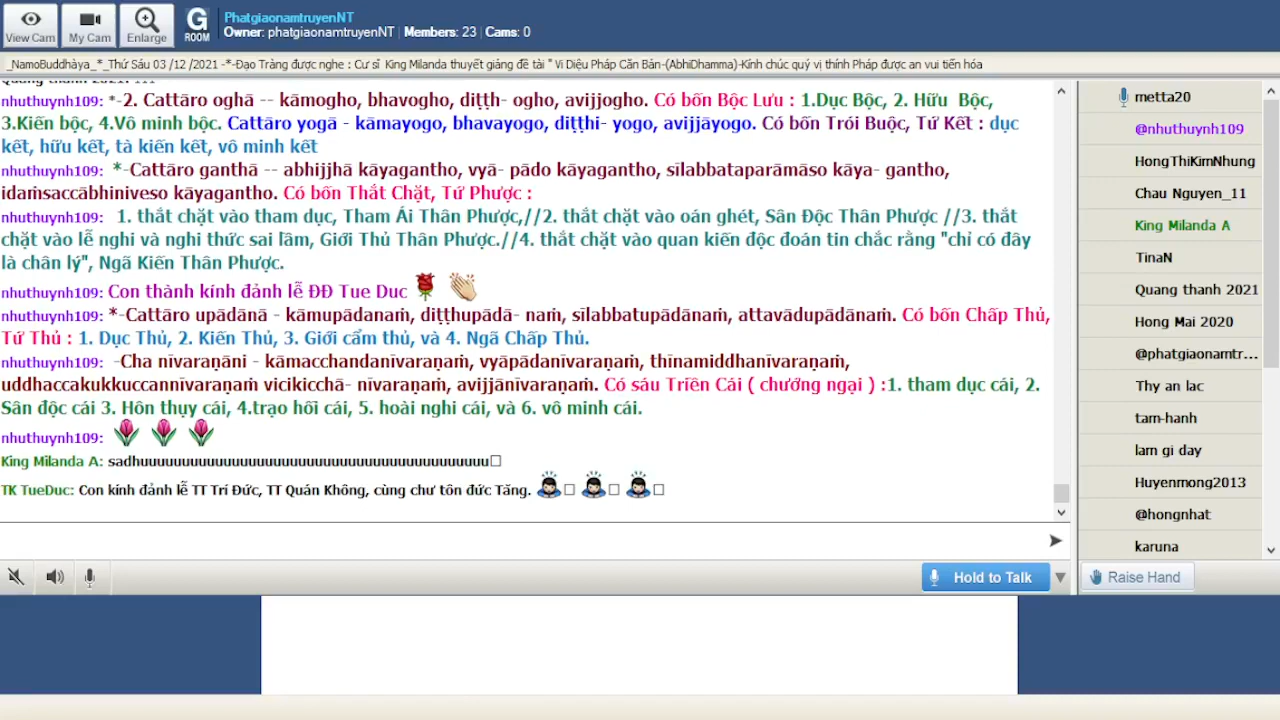 View Cam
My Cam
Enlarge
G ROOM
PhatgiaonamtruyenNT
Owner: phatgiaonamtruyenNT | Members: 23 | Cams: 0
_NamoBuddhàya_*_Thứ Sáu 03 /12 /2021 -*-Đạo Tràng được nghe : Cư sĩ King Milanda thuyết giảng đề tài " Vi Diệu Pháp Căn Bản-(AbhiDhamma)-Kính chúc quý vị thính Pháp được an vui tiến hóa
nhuthuynh109: *-2. Cattāro oghā -- kāmogho, bhavogho, diṭṭh- ogho, avijjogho. Có bốn Bộc Lưu : 1.Dục Bộc, 2. Hữu Bộc,
3.Kiến bộc, 4.Vô minh bộc. Cattāro yogā - kāmayogo, bhavayogo, diṭṭhi- yogo, avijjāyogo. Có bốn Trói Buộc, Tứ Kết : dục
kết, hữu kết, tà kiến kết, vô minh kết
nhuthuynh109: *-Cattāro ganthā -- abhijjhā kāyagantho, vyā- pādo kāyagantho, sīlabbataparāmāso kāya- gantho,
idaṁsaccābhiniveso kāyagantho. Có bốn Thắt Chặt, Tứ Phược :
nhuthuynh109: 1. thắt chặt vào tham dục, Tham Ái Thân Phược,//2. thắt chặt vào oán ghét, Sân Độc Thân Phược //3. thắt
chặt vào lễ nghi và nghi thức sai lầm, Giới Thủ Thân Phược.//4. thắt chặt vào quan kiến độc đoán tin chắc rằng "chỉ có đây
là chân lý", Ngã Kiến Thân Phược.
nhuthuynh109: Con thành kính đảnh lễ ĐĐ Tue Duc
nhuthuynh109: *-Cattāro upādānā - kāmupādanaṁ, diṭṭhupādā- naṁ, sīlabbatupādānaṁ, attavādupādānaṁ. Có bốn Chấp Thủ,
Tứ Thủ : 1. Dục Thủ, 2. Kiến Thủ, 3. Giới cấm thủ, và 4. Ngã Chấp Thủ.
nhuthuynh109: -Cha nīvaraṇāni - kāmacchandanīvaraṇaṁ, vyāpādanīvaraṇaṁ, thīnamiddhanīvaraṇaṁ,
uddhaccakukkuccannīvaraṇaṁ vicikicchā- nīvaraṇaṁ, avijjānīvaraṇaṁ. Có sáu Triền Cái ( chướng ngại ) :1. tham dục cái, 2.
Sân độc cái 3. Hôn thụy cái, 4.trạo hối cái, 5. hoài nghi cái, và 6. vô minh cái.
nhuthuynh109:
King Milanda A: sadhuuuuuuuuuuuuuuuuuuuuuuuuuuuuuuuuuuuuuuuuu
TK TueDuc: Con kính đảnh lễ TT Trí Đức, TT Quán Không, cùng chư tôn đức Tăng.
Hold to Talk
metta20
@nhuthuynh109
HongThiKimNhung
Chau Nguyen_11
King Milanda A
TinaN
Quang thanh 2021
Hong Mai 2020
@phatgiaonamtr...
Thy an lac
tam-hanh
lam gi day
Huyenmong2013
@hongnhat
karuna
Raise Hand